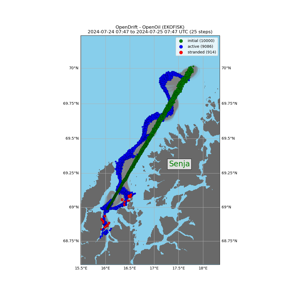 OpenDrift - OpenOil (EKOFISK)
2024-07-24 07:47 to 2024-07-25 07:47 UTC (25 steps)
initial (10000)
active (9086)
stranded (914)
70°N 70°N
69.75°N 69.75°N
69.5°N 69.5°N
Senja
69.25°N 69.25°N
69°N 69°N
68.75°N 68.75°N
15.5°E 16°E 16.5°E 17°E 17.5°E 18°E